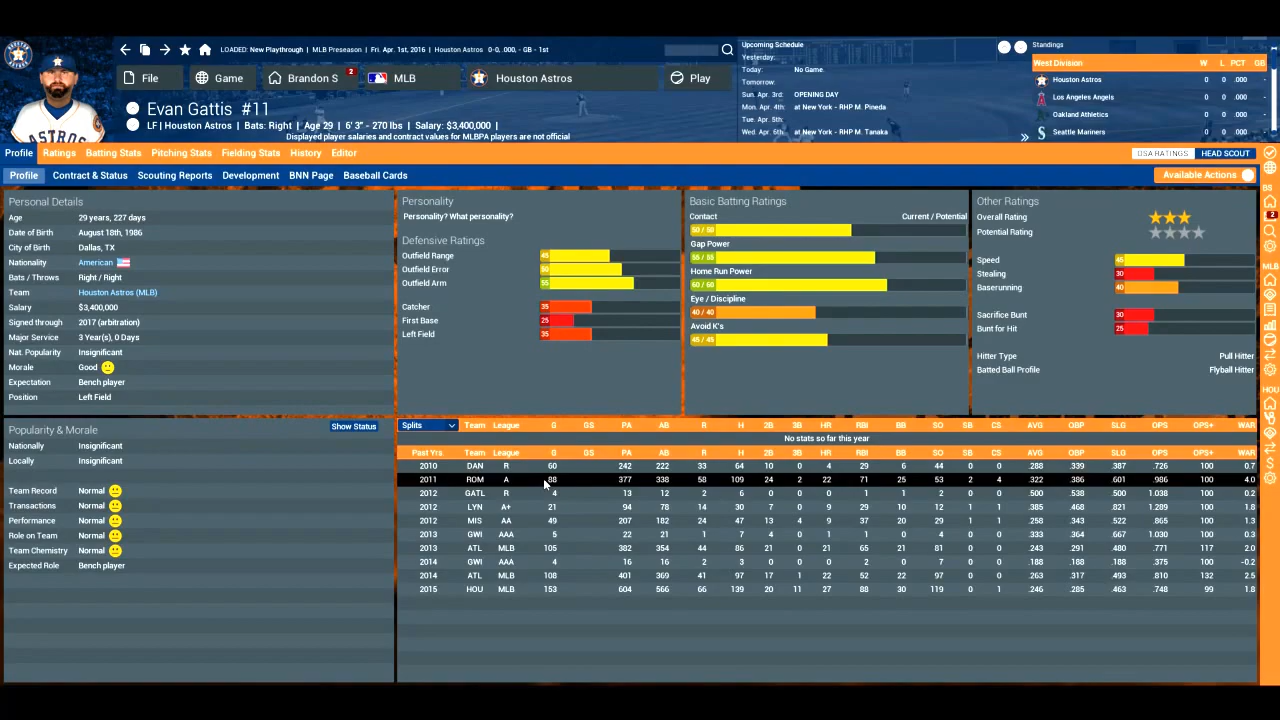 LOADED: New Playthrough | MLB Preseason | Fri. Apr. 1st, 2016 | Houston Astros 0-0, .000, - GB - 1st
File
Game
Brandon S 2
MLB
Houston Astros
Play
Evan Gattis #11
LF | Houston Astros | Bats: Right | Age 29 | 6' 3" - 270 lbs | Salary: $3,400,000 |
Displayed player salaries and contract values for MLBPA players are not official
Upcoming Schedule
Yesterday:
Today: No Game.
Tomorrow:
Sun. Apr. 3rd: OPENING DAY
Mon. Apr. 4th: at New York - RHP M. Pineda
Tue. Apr. 5th:
Wed. Apr. 6th: at New York - RHP M. Tanaka
Standings
West Division W L PCT GB
Houston Astros 0 0 .000 -
Los Angeles Angels 0 0 .000 -
Oakland Athletics 0 0 .000 -
Seattle Mariners 0 0 .000 -
Profile Ratings Batting Stats Pitching Stats Fielding Stats History Editor
OSA RATINGS HEAD SCOUT
Profile Contract & Status Scouting Reports Development BNN Page Baseball Cards
Available Actions
Personal Details
Age 29 years, 227 days
Date of Birth August 18th, 1986
City of Birth Dallas, TX
Nationality American
Bats / Throws Right / Right
Team Houston Astros (MLB)
Salary $3,400,000
Signed through 2017 (arbitration)
Major Service 3 Year(s), 0 Days
Nat. Popularity Insignificant
Morale Good
Expectation Bench player
Position Left Field
Personality
Personality? What personality?
Defensive Ratings
Outfield Range 45
Outfield Error 50
Outfield Arm 55
Catcher 35
First Base 25
Left Field 35
Basic Batting Ratings
Contact Current / Potential
50 / 50
Gap Power
55 / 55
Home Run Power
60 / 60
Eye / Discipline
40 / 40
Avoid K's
45 / 45
Other Ratings
Overall Rating
Potential Rating
Speed 45
Stealing 30
Baserunning 40
Sacrifice Bunt 30
Bunt for Hit 25
Hitter Type Pull Hitter
Batted Ball Profile Flyball Hitter
BS
2
MLB
HOU
Popularity & Morale Show Status
Nationally Insignificant
Locally Insignificant
Team Record Normal
Transactions Normal
Performance Normal
Role on Team Normal
Team Chemistry Normal
Expected Role Bench player
Splits Team League G GS PA AB R H 2B 3B HR RBI BB SO SB CS AVG OBP SLG OPS OPS+ WAR
No stats so far this year
Past Yrs. Team League G GS PA AB R H 2B 3B HR RBI BB SO SB CS AVG OBP SLG OPS OPS+ WAR
2010 DAN R 60 242 222 33 64 10 0 4 29 6 44 0 0 .288 .339 .387 .726 100 0.7
2011 ROM A 88 377 338 58 109 24 2 22 71 25 53 2 4 .322 .386 .601 .986 100 4.0
2012 GATL R 4 13 12 2 6 0 0 0 1 1 2 0 0 .500 .538 .500 1.038 100 0.2
2012 LYN A+ 21 94 78 14 30 7 0 9 29 10 12 1 1 .385 .468 .821 1.289 100 1.8
2012 MIS AA 49 207 182 24 47 13 4 9 37 20 29 1 1 .258 .343 .522 .865 100 1.3
2013 GWI AAA 5 22 21 1 7 4 0 1 1 0 4 0 0 .333 .364 .667 1.030 100 0.3
2013 ATL MLB 105 382 354 44 86 21 0 21 65 21 81 0 0 .243 .291 .480 .771 117 2.0
2014 GWI AAA 4 16 16 2 3 0 0 0 2 0 7 0 0 .188 .188 .188 .375 100 -0.2
2014 ATL MLB 108 401 369 41 97 17 1 22 52 22 97 0 0 .263 .317 .493 .810 132 2.5
2015 HOU MLB 153 604 566 66 139 20 11 27 88 30 119 0 1 .246 .285 .463 .748 99 1.8